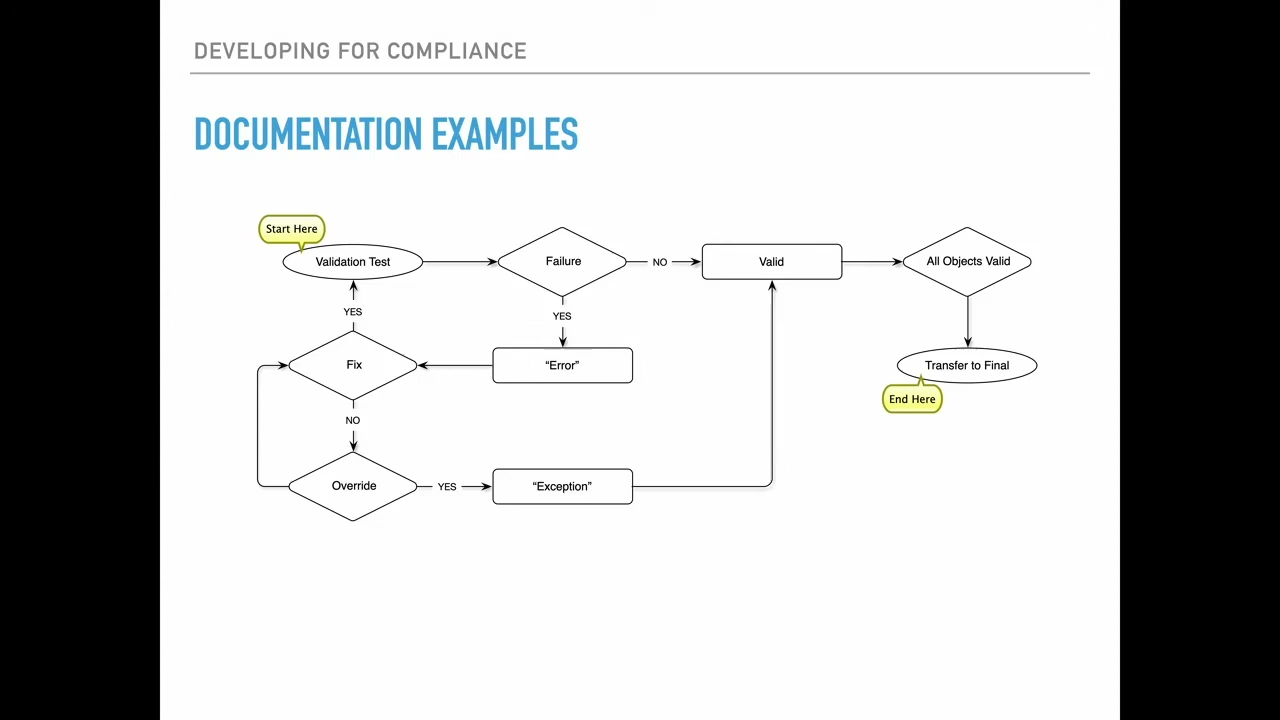 DEVELOPING FOR COMPLIANCE
DOCUMENTATION EXAMPLES
Start Here
Validation Test
Failure
NO
Valid
All Objects Valid
YES
YES
Fix
“Error”
Transfer to Final
End Here
NO
Override
YES
“Exception”